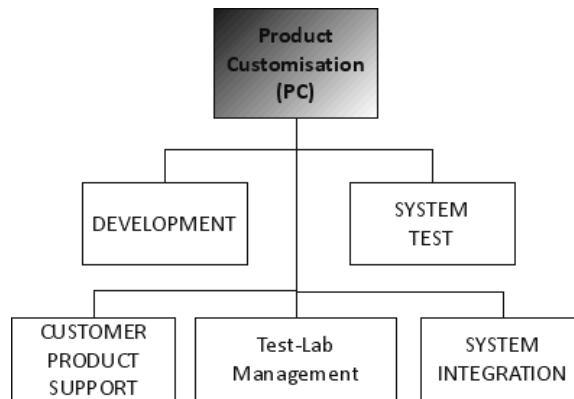 Product
Customisation
(PC)
DEVELOPMENT
SYSTEM
TEST
CUSTOMER
PRODUCT
SUPPORT
Test-Lab
Management
SYSTEM
INTEGRATION